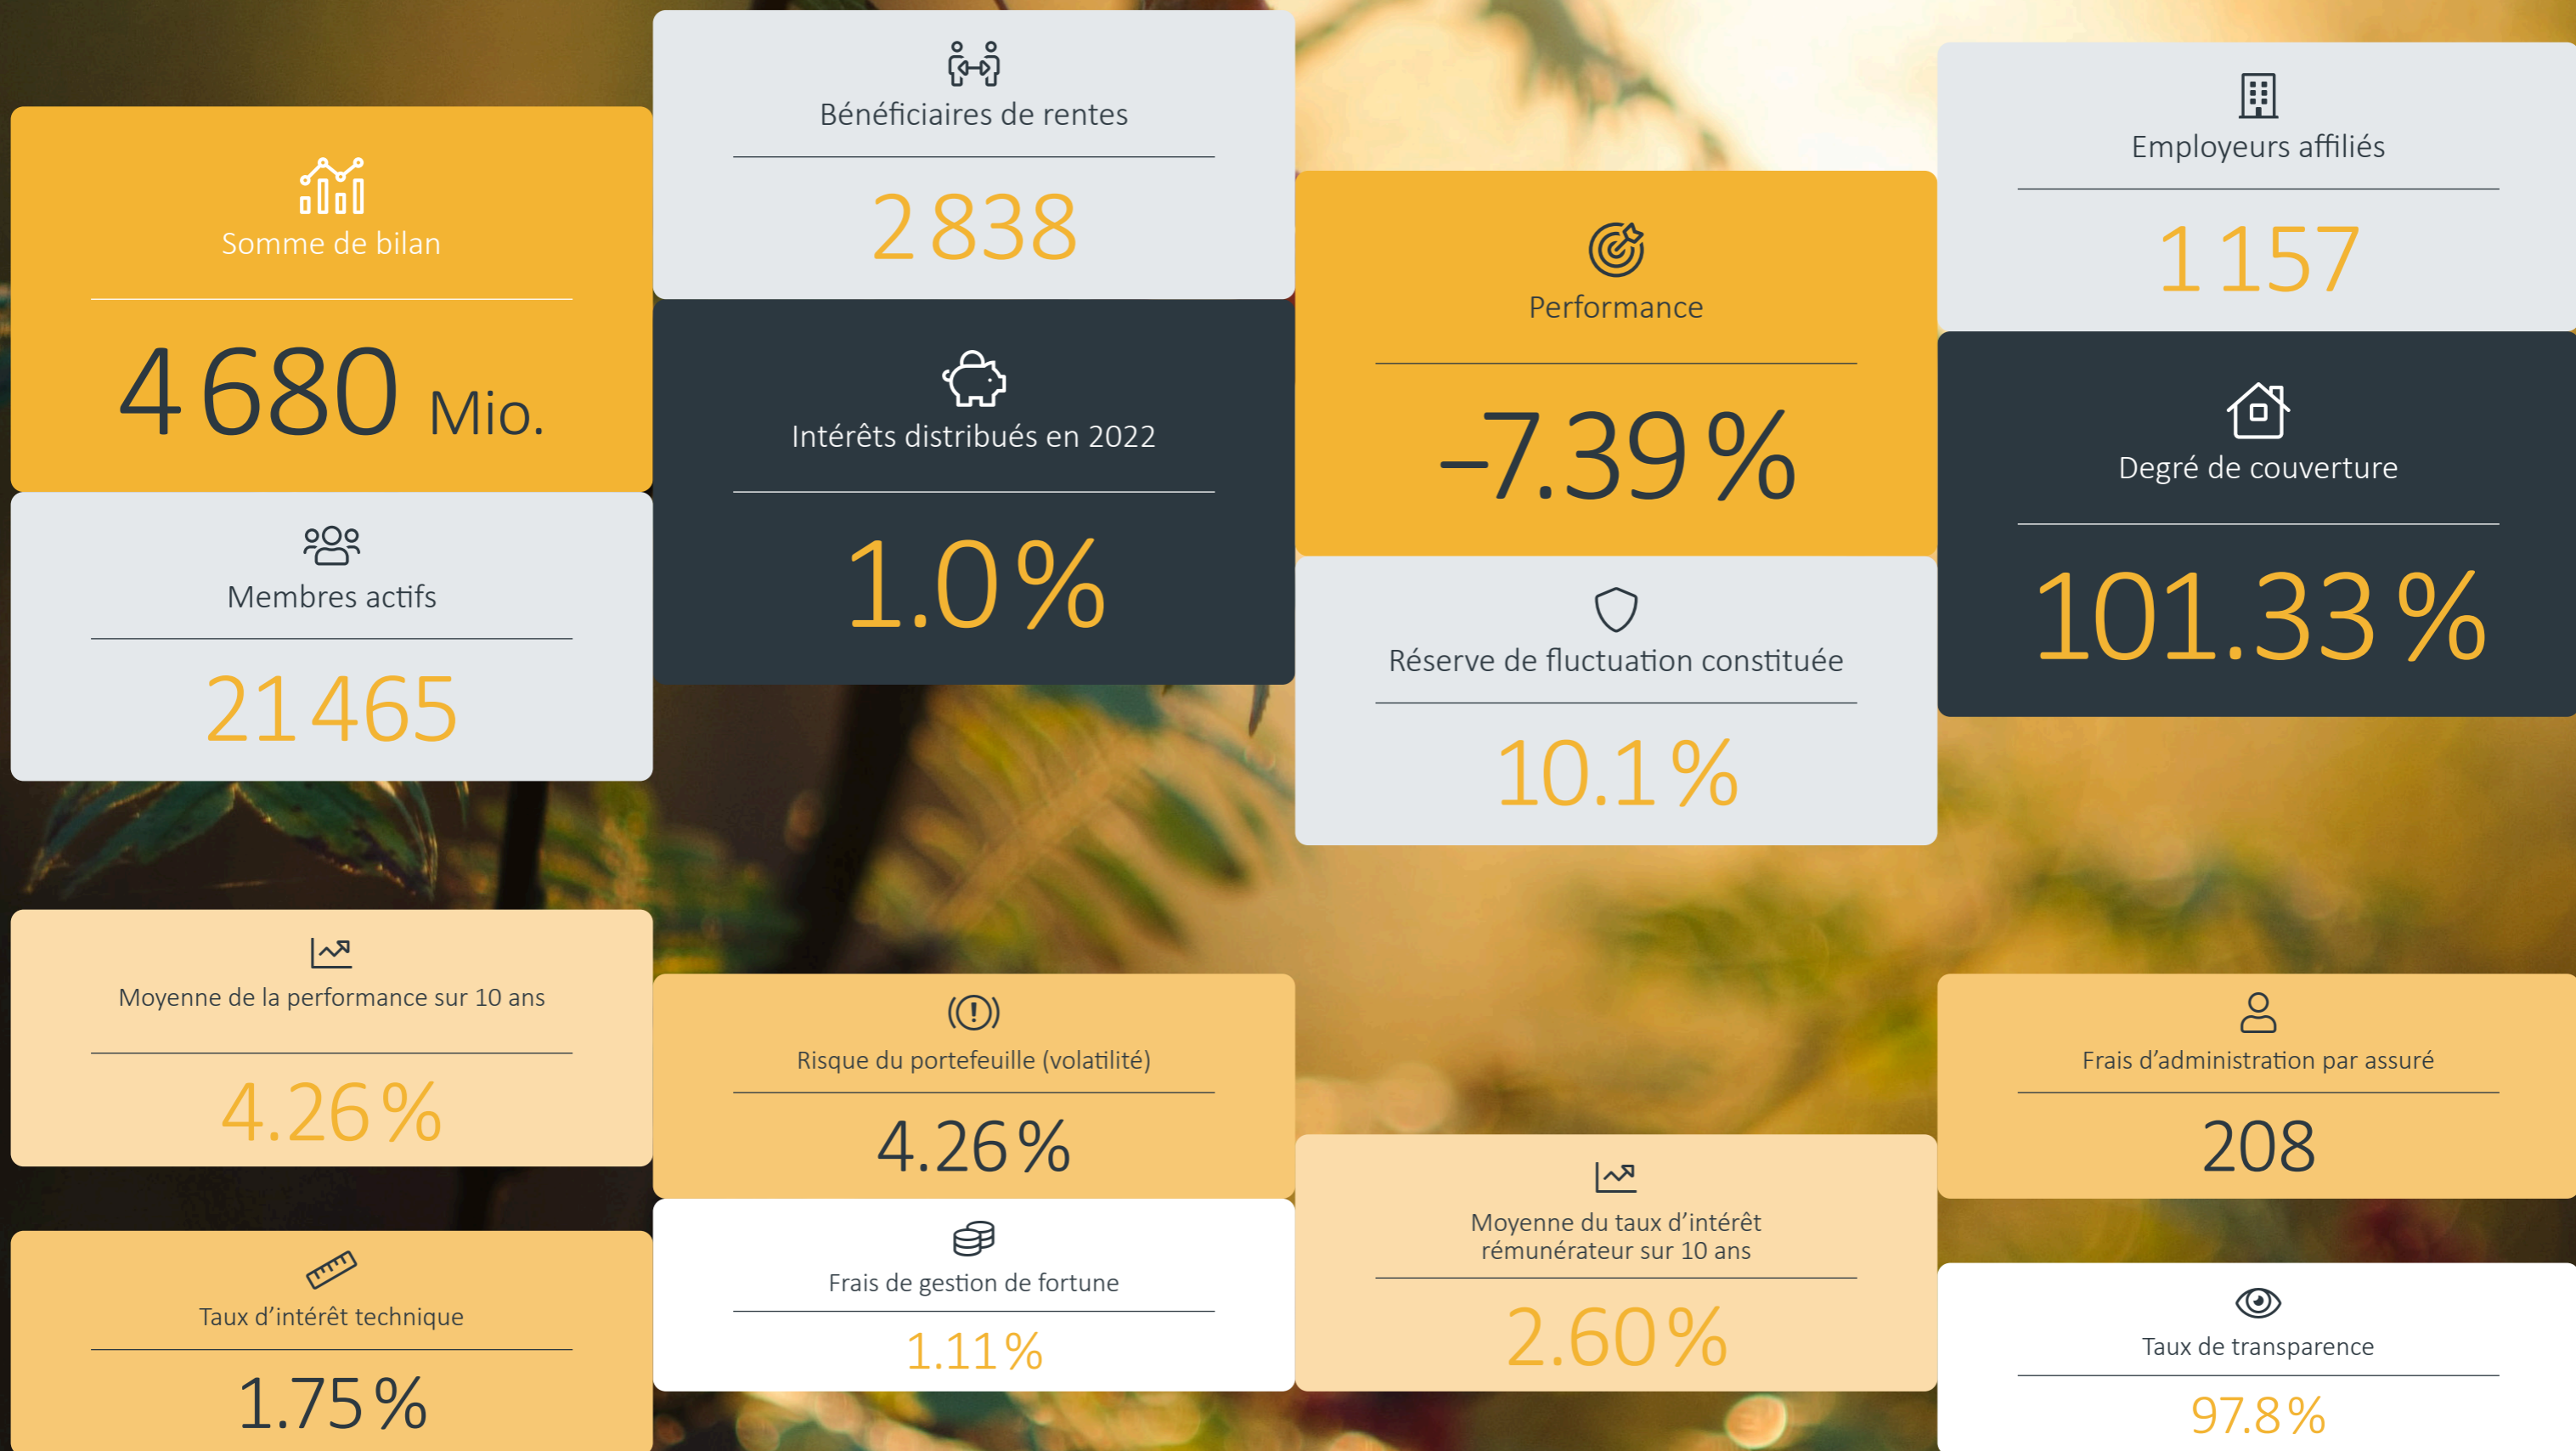 Somme de bilan
4 680 Mio.
Membres actifs
21 465
Bénéficiaires de rentes
2 838
Intérêts distribués en 2022
1.0 %
Performance
–7.39 %
Réserve de fluctuation constituée
10.1 %
Employeurs affiliés
1 157
Degré de couverture
101.33 %
Moyenne de la performance sur 10 ans
4.26 %
Taux d’intérêt technique
1.75 %
Risque du portefeuille (volatilité)
4.26 %
Frais de gestion de fortune
1.11 %
Moyenne du taux d’intérêt
rémunérateur sur 10 ans
2.60 %
Frais d’administration par assuré
208
Taux de transparence
97.8 %